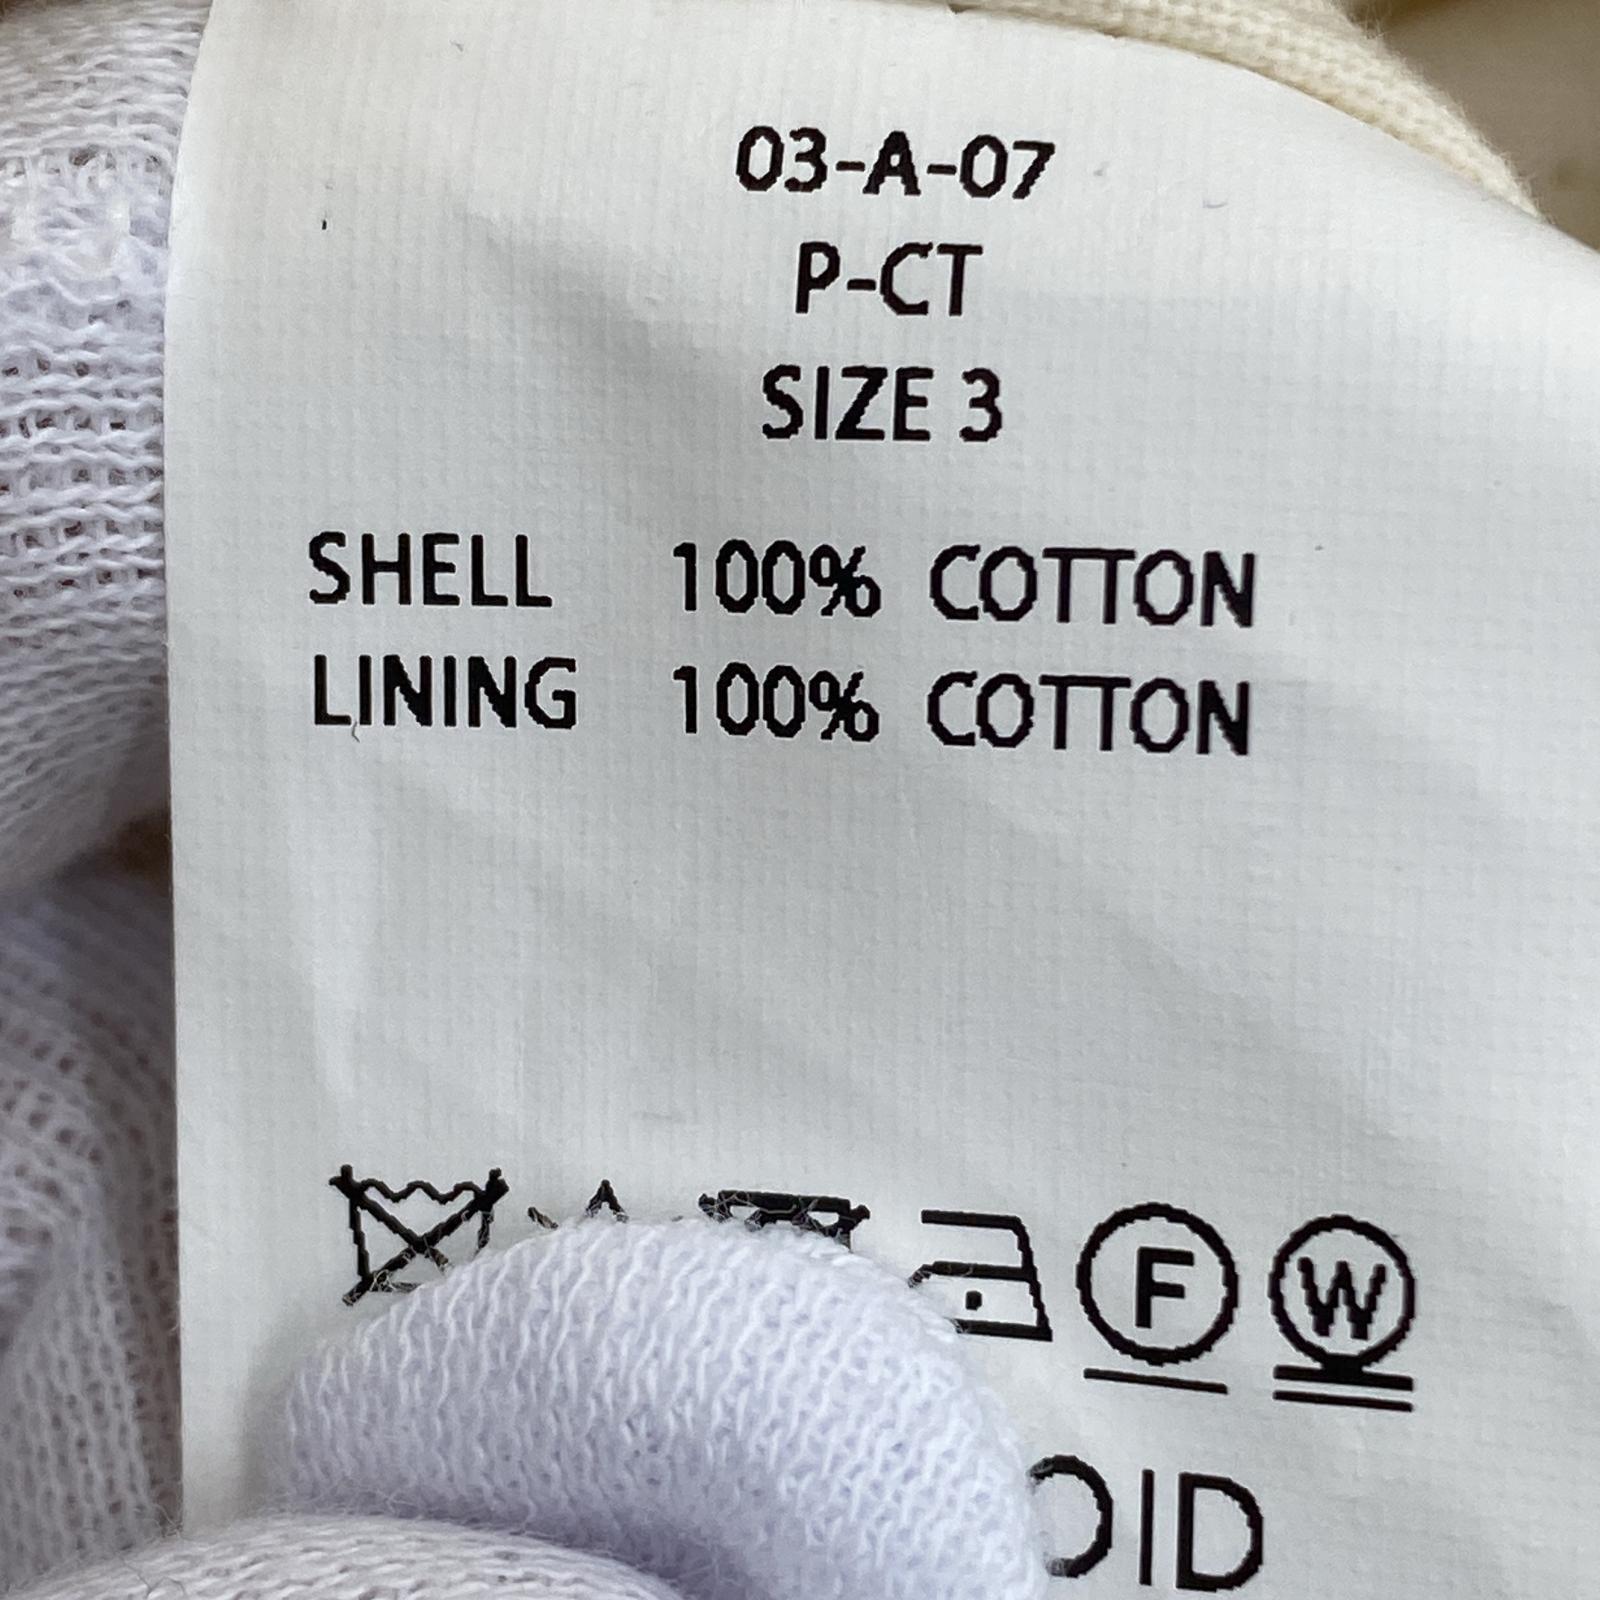 03-A-07
P-CT
SIZE 3
SHELL 100% COTTON
LINING 100% COTTON
F W